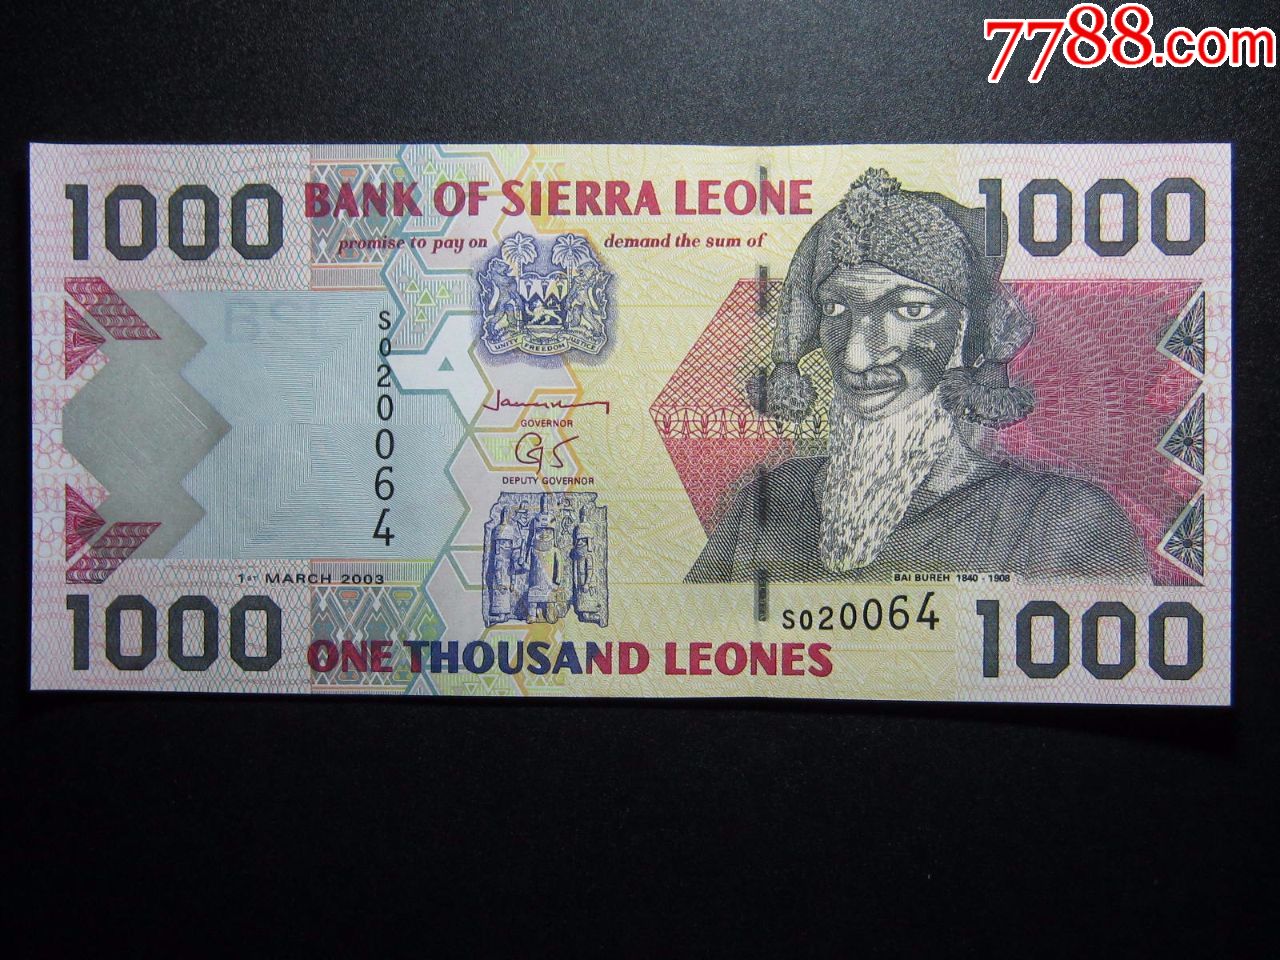 7788.com
1000
BANK OF SIERRA LEONE
1000
promise to pay on demand the sum of
S020064
UNITY FREEDOM JUSTICE
GOVERNOR
DEPUTY GOVERNOR
1ST MARCH 2003
BAI BUREH 1840 - 1908
S020064
1000
ONE THOUSAND LEONES
1000